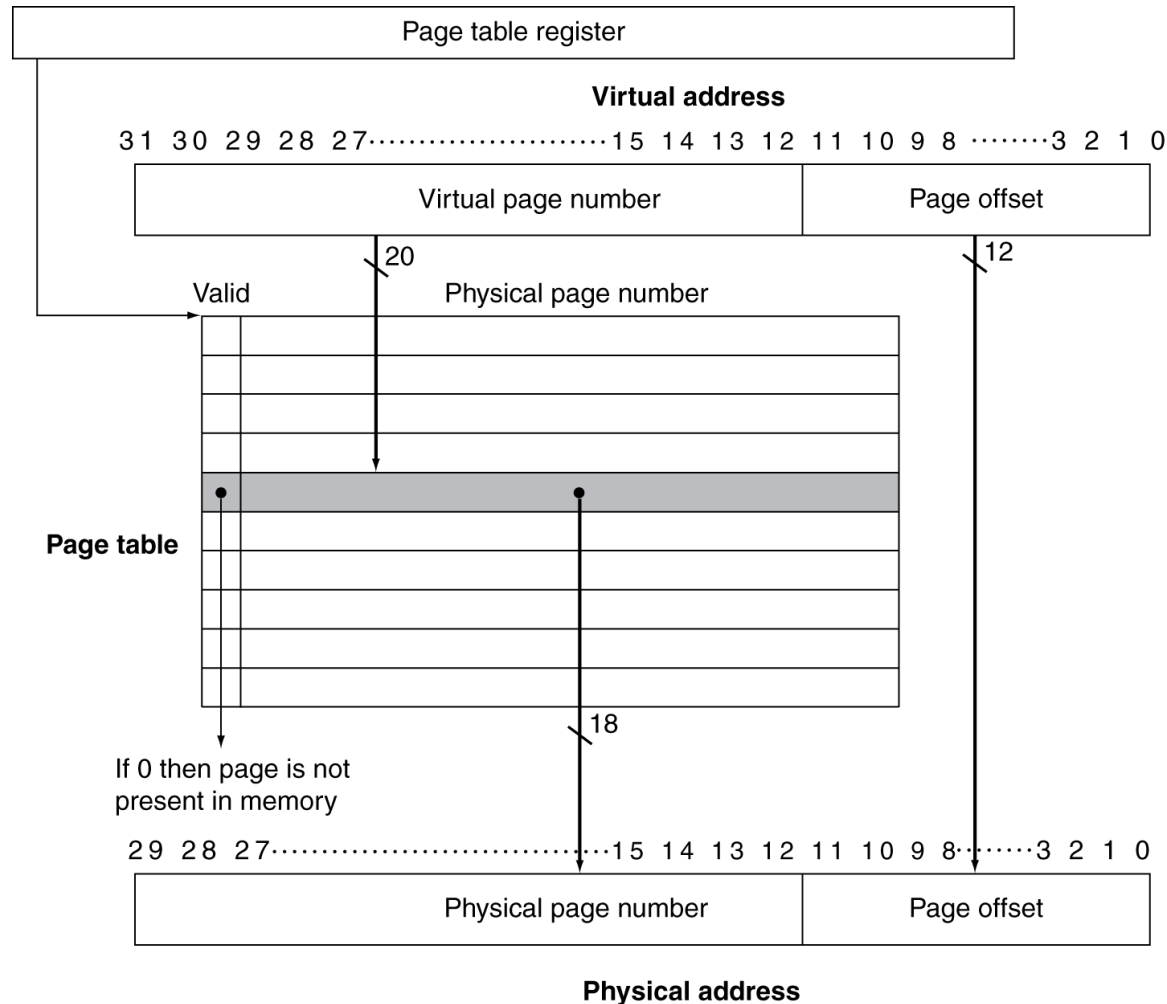 Page table register
Virtual address
31 30 29 28 27························15 14 13 12 11 10 9 8 ········3 2 1 0
Virtual page number Page offset
20 12
Valid Physical page number
Page table
18
If 0 then page is not
present in memory
29 28 27·································15 14 13 12 11 10 9 8········3 2 1 0
Physical page number Page offset
Physical address